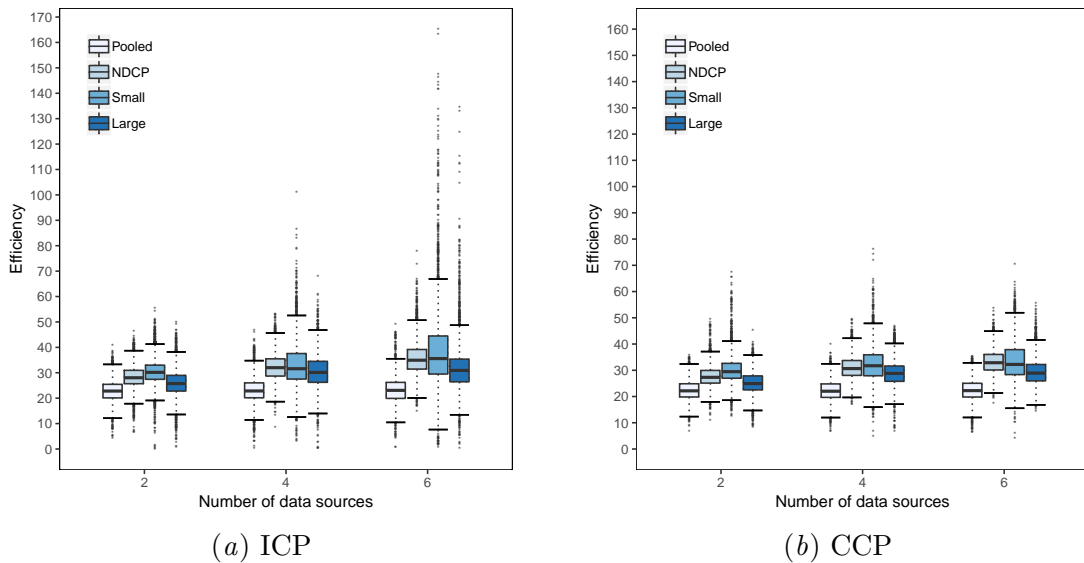 170
160
150
140
130
120
110
100
90
80
70
60
50
40
30
20
10
0
Efficiency
Pooled
NDCP
Small
Large
2 4 6
Number of data sources
(a) ICP
160
150
140
130
120
110
100
90
80
70
60
50
40
30
20
10
0
Efficiency
Pooled
NDCP
Small
Large
2 4 6
Number of data sources
(b) CCP